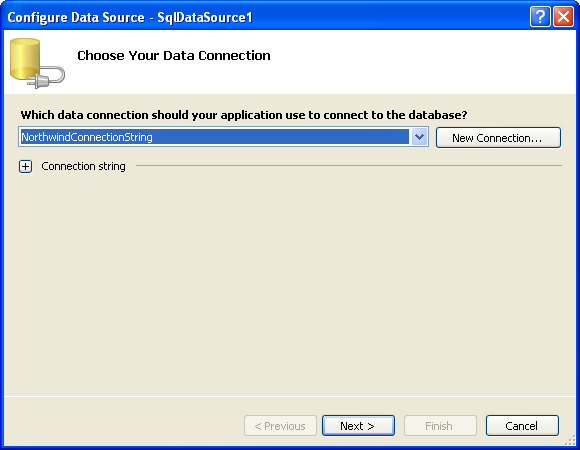 Configure Data Source - SqlDataSource1
Choose Your Data Connection
Which data connection should your application use to connect to the database?
NorthwindConnectionString
New Connection...
Connection string
< Previous
Next >
Finish
Cancel